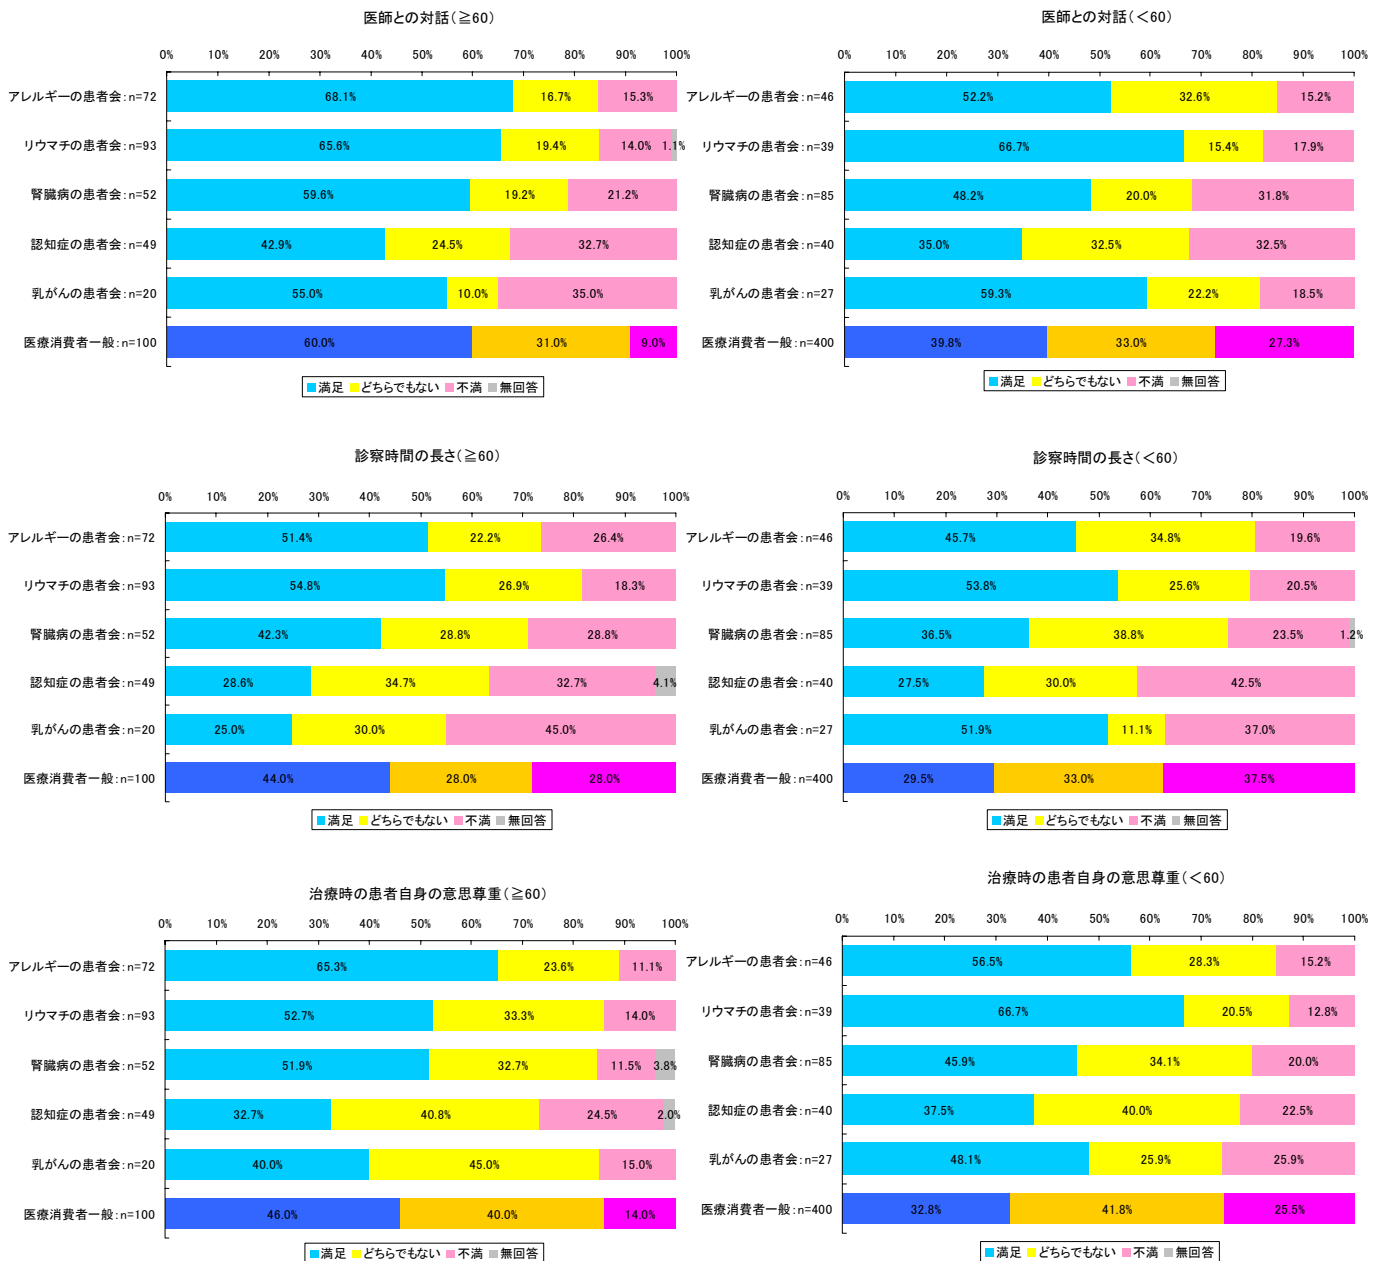 医師との対話(≧60)
0% 10% 20% 30% 40% 50% 60% 70% 80% 90% 100%
アレルギーの患者会:n=72 68.1% 16.7% 15.3%
リウマチの患者会:n=93 65.6% 19.4% 14.0% 1.1%
腎臓病の患者会:n=52 59.6% 19.2% 21.2%
認知症の患者会:n=49 42.9% 24.5% 32.7%
乳がんの患者会:n=20 55.0% 10.0% 35.0%
医療消費者一般:n=100 60.0% 31.0% 9.0%
満足 どちらでもない 不満 無回答
医師との対話(<60)
0% 10% 20% 30% 40% 50% 60% 70% 80% 90% 100%
アレルギーの患者会:n=46 52.2% 32.6% 15.2%
リウマチの患者会:n=39 66.7% 15.4% 17.9%
腎臓病の患者会:n=85 48.2% 20.0% 31.8%
認知症の患者会:n=40 35.0% 32.5% 32.5%
乳がんの患者会:n=27 59.3% 22.2% 18.5%
医療消費者一般:n=400 39.8% 33.0% 27.3%
満足 どちらでもない 不満 無回答
診察時間の長さ(≧60)
0% 10% 20% 30% 40% 50% 60% 70% 80% 90% 100%
アレルギーの患者会:n=72 51.4% 22.2% 26.4%
リウマチの患者会:n=93 54.8% 26.9% 18.3%
腎臓病の患者会:n=52 42.3% 28.8% 28.8%
認知症の患者会:n=49 28.6% 34.7% 32.7% 4.1%
乳がんの患者会:n=20 25.0% 30.0% 45.0%
医療消費者一般:n=100 44.0% 28.0% 28.0%
満足 どちらでもない 不満 無回答
診察時間の長さ(<60)
0% 10% 20% 30% 40% 50% 60% 70% 80% 90% 100%
アレルギーの患者会:n=46 45.7% 34.8% 19.6%
リウマチの患者会:n=39 53.8% 25.6% 20.5%
腎臓病の患者会:n=85 36.5% 38.8% 23.5% 1.2%
認知症の患者会:n=40 27.5% 30.0% 42.5%
乳がんの患者会:n=27 51.9% 11.1% 37.0%
医療消費者一般:n=400 29.5% 33.0% 37.5%
満足 どちらでもない 不満 無回答
治療時の患者自身の意思尊重(≧60)
0% 10% 20% 30% 40% 50% 60% 70% 80% 90% 100%
アレルギーの患者会:n=72 65.3% 23.6% 11.1%
リウマチの患者会:n=93 52.7% 33.3% 14.0%
腎臓病の患者会:n=52 51.9% 32.7% 11.5% 3.8%
認知症の患者会:n=49 32.7% 40.8% 24.5% 2.0%
乳がんの患者会:n=20 40.0% 45.0% 15.0%
医療消費者一般:n=100 46.0% 40.0% 14.0%
満足 どちらでもない 不満 無回答
治療時の患者自身の意思尊重(<60)
0% 10% 20% 30% 40% 50% 60% 70% 80% 90% 100%
アレルギーの患者会:n=46 56.5% 28.3% 15.2%
リウマチの患者会:n=39 66.7% 20.5% 12.8%
腎臓病の患者会:n=85 45.9% 34.1% 20.0%
認知症の患者会:n=40 37.5% 40.0% 22.5%
乳がんの患者会:n=27 48.1% 25.9% 25.9%
医療消費者一般:n=400 32.8% 41.8% 25.5%
満足 どちらでもない 不満 無回答